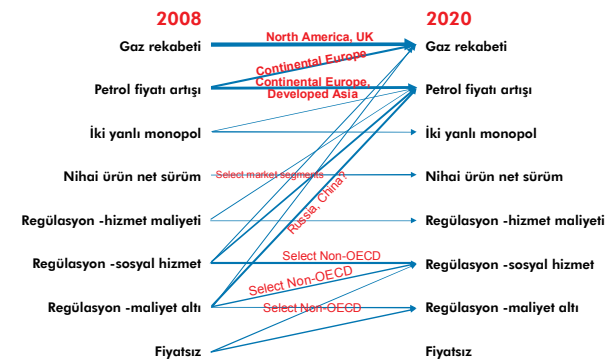 2008 2020
North America, UK
Gaz rekabeti Gaz rekabeti
Continental Europe
Petrol fiyatı artışı Continental Europe, Petrol fiyatı artışı
Developed Asia
İki yanlı monopol İki yanlı monopol
Nihai ürün net sürüm Select market segments Nihai ürün net sürüm
Russia, China?
Regülasyon -hizmet maliyeti Regülasyon -hizmet maliyeti
Regülasyon -sosyal hizmet Select Non-OECD Regülasyon -sosyal hizmet
Select Non-OECD
Regülasyon -maliyet altı Select Non-OECD Regülasyon -maliyet altı
Fiyatsız Fiyatsız